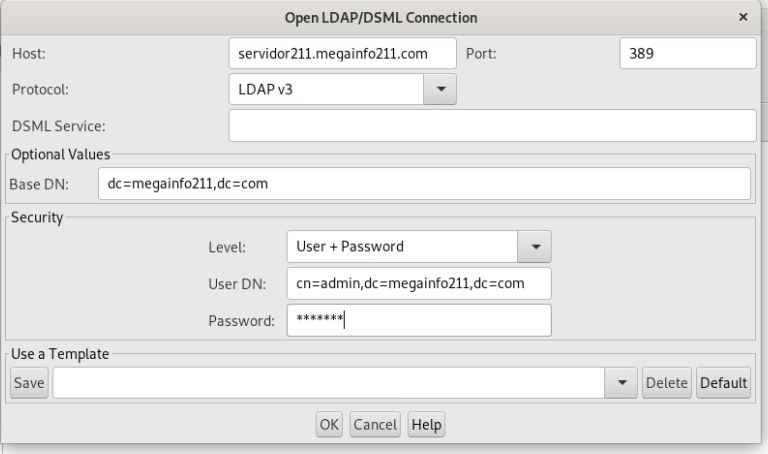 Open LDAP/DSML Connection ×
Host: servidor211.megainfo211.com Port: 389
Protocol: LDAP v3
DSML Service:
Optional Values
Base DN: dc=megainfo211,dc=com
Security
Level: User + Password
User DN: cn=admin,dc=megainfo211,dc=com
Password: *******
Use a Template
Save Delete Default
OK Cancel Help